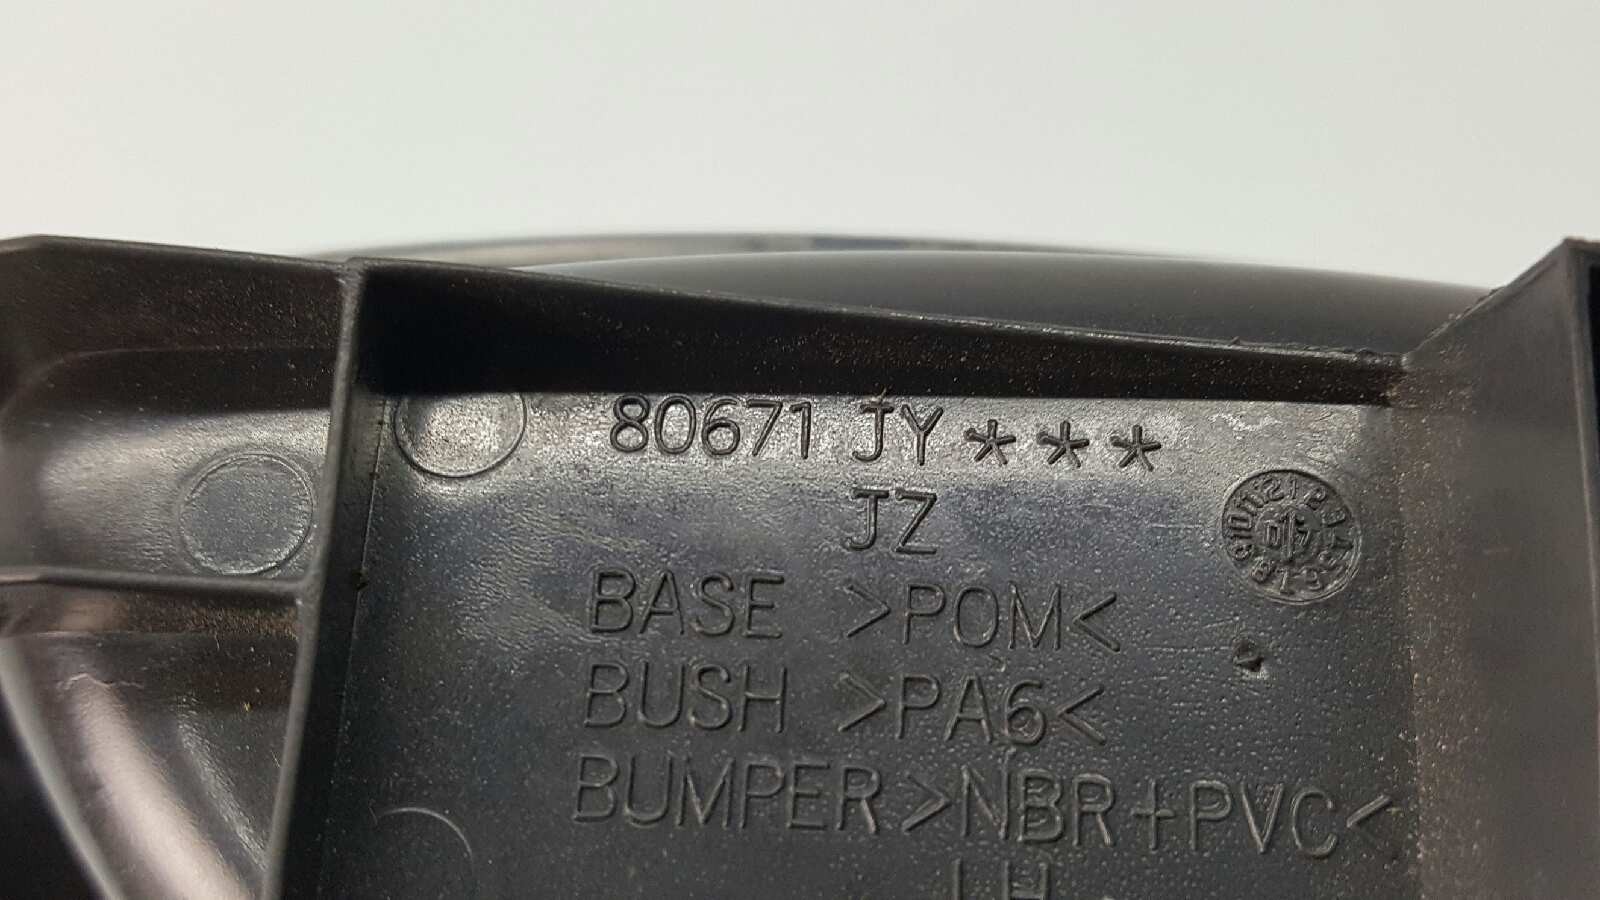 80671 JY***
JZ
BASE >POM<
BUSH >PA6<
BUMPER >NBR+PVC<
LH